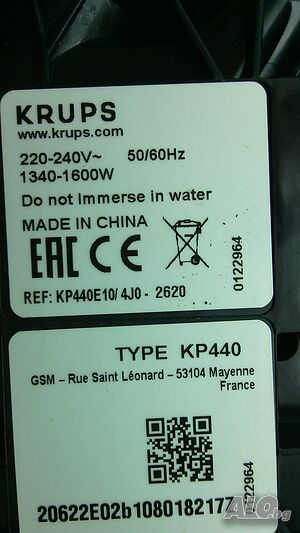 KRUPS
www.krups.com
220-240V~ 50/60Hz
1340-1600W
Do not immerse in water
MADE IN CHINA
EAC CE
0122964
REF: KP440E10/ 4J0 - 2620
TYPE KP440
GSM – Rue Saint Léonard – 53104 Mayenne
France
20622E02b1080182177
0122964
ALO.bg